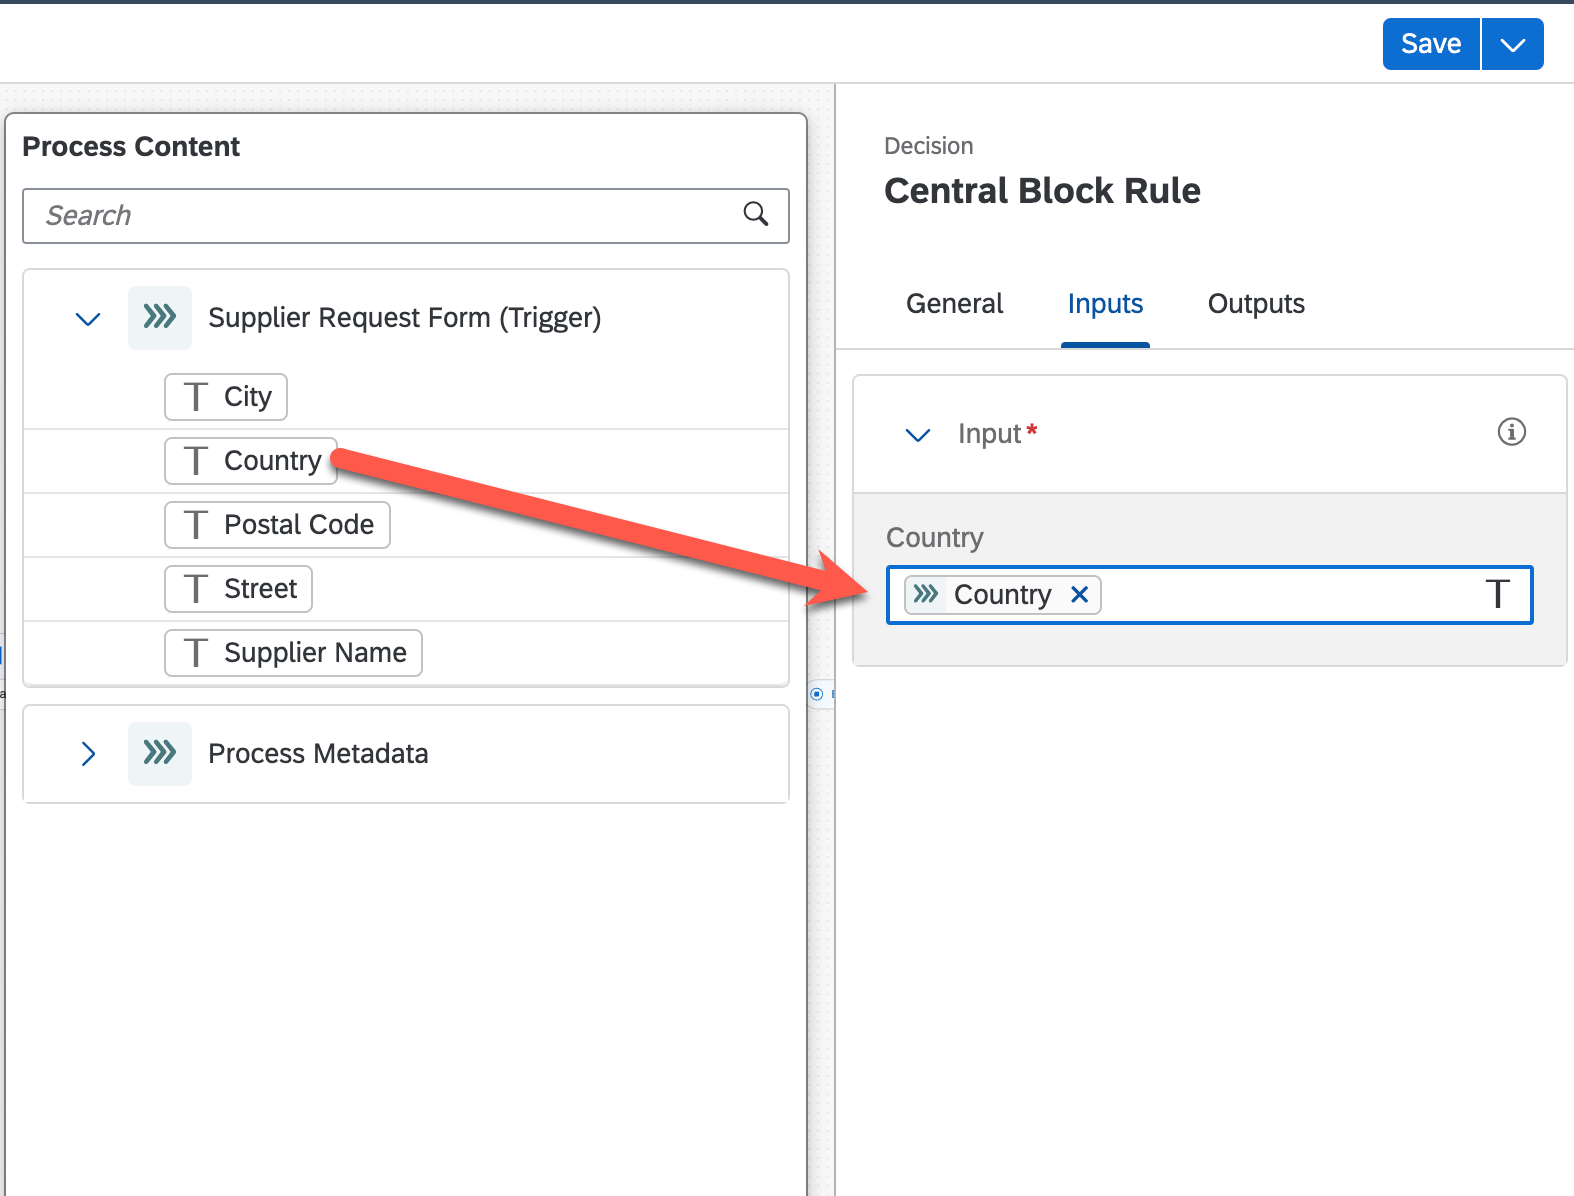 Save
Process Content
Search
Supplier Request Form (Trigger)
T City
T Country
T Postal Code
T Street
T Supplier Name
Process Metadata
Decision
Central Block Rule
General Inputs Outputs
Input*
Country
Country T